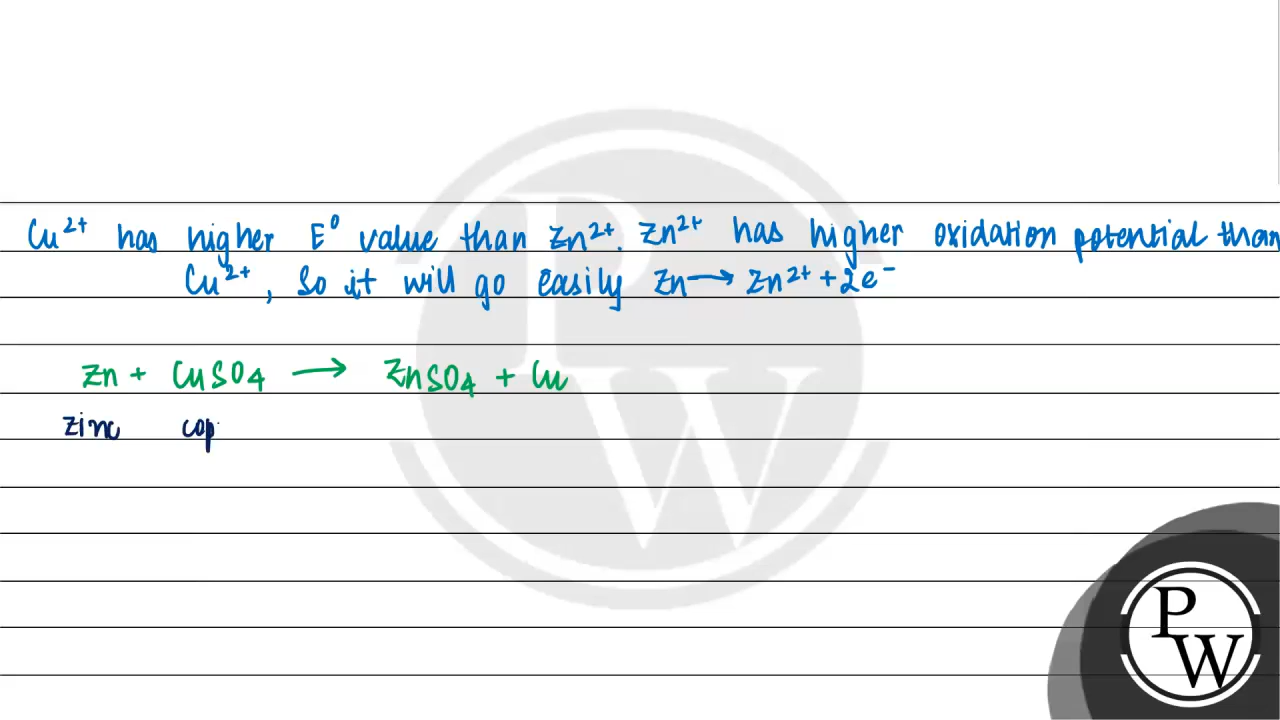 Cu²⁺ has higher E⁰ value than Zn²⁺. Zn²⁺ has higher oxidation potential than
Cu²⁺, so it will go easily Zn → Zn²⁺ + 2e⁻
Zn + CuSO4 → ZnSO4 + Cu
zinc cop
P
W
P
W